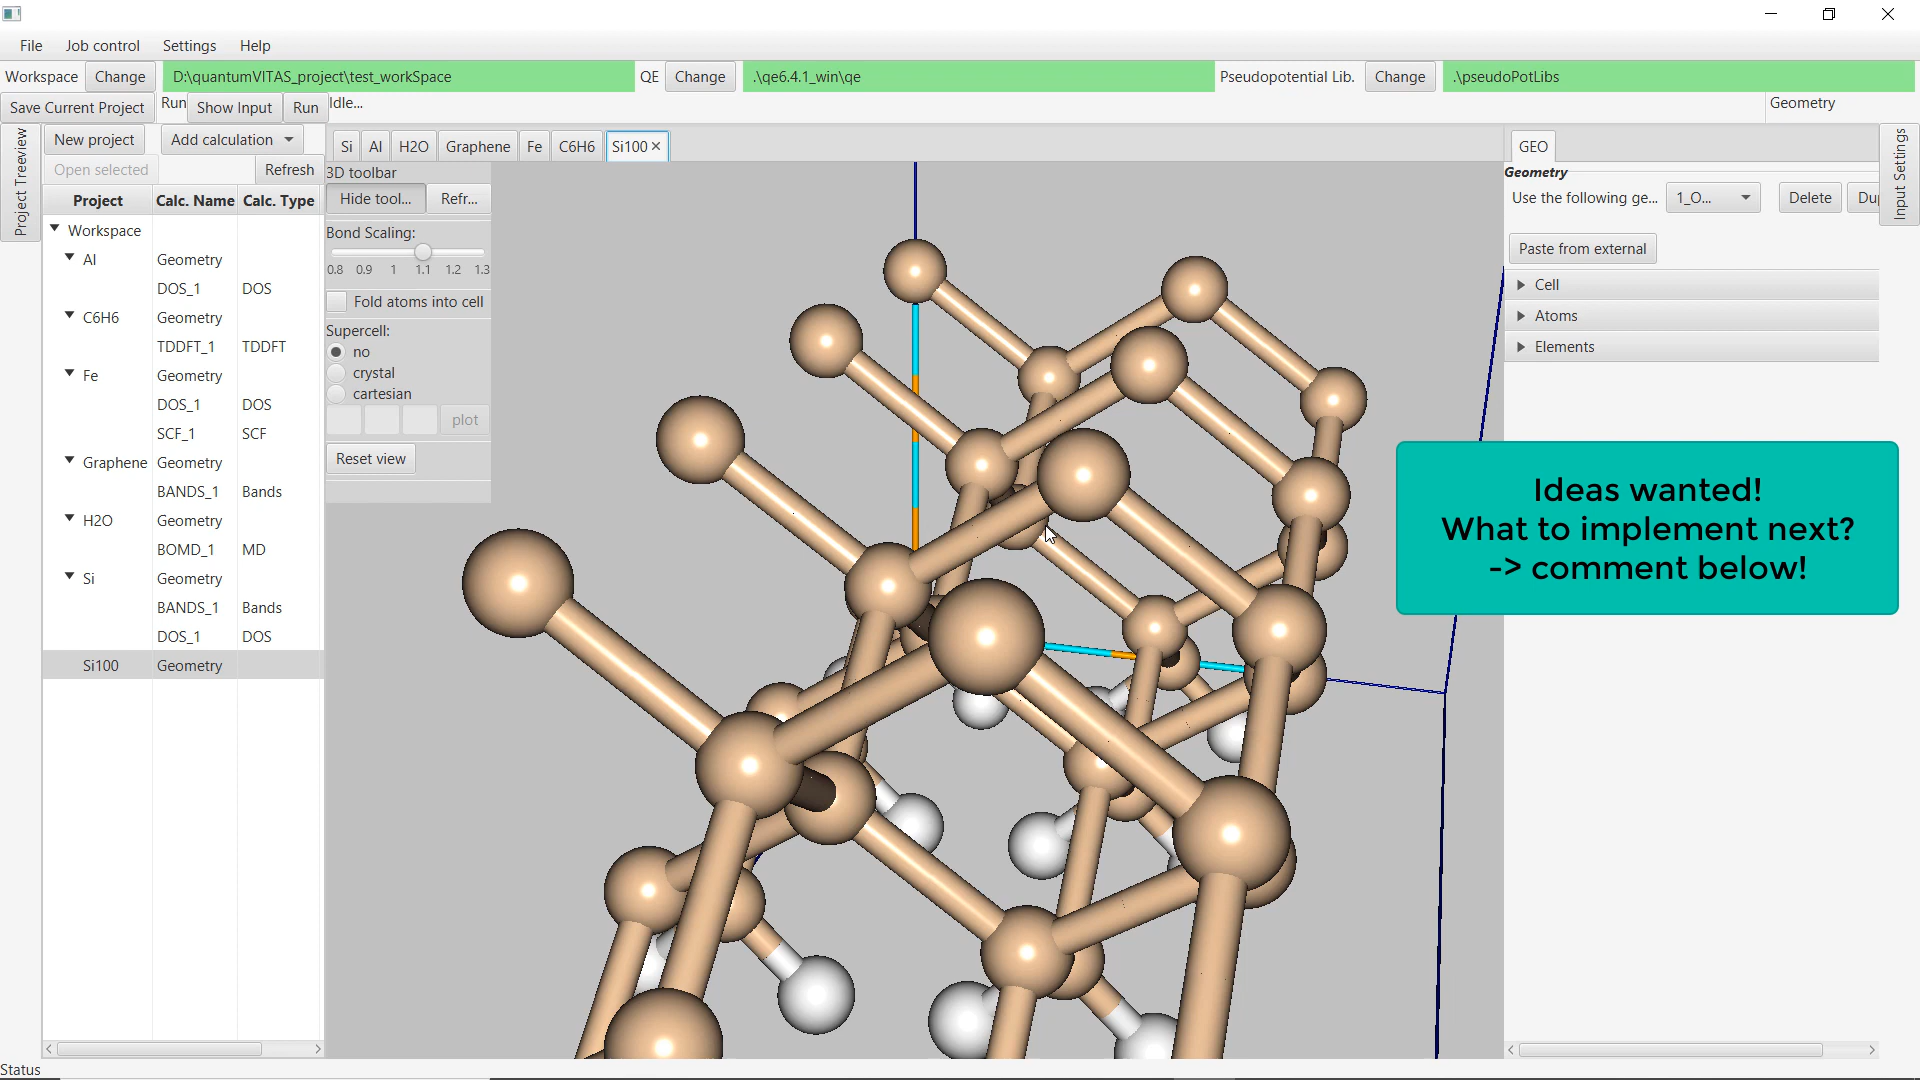 File Job control Settings Help
Workspace Change D:\quantumVITAS_project\test_workSpace QE Change .\qe6.4.1_win\qe Pseudopotential Lib. Change .\pseudoPotLibs
Save Current Project Run Show Input Run Idle... Geometry
Project Treeview
New project Add calculation
Open selected Refresh
Project Calc. Name Calc. Type
Workspace
Al Geometry
DOS_1 DOS
C6H6 Geometry
TDDFT_1 TDDFT
Fe Geometry
DOS_1 DOS
SCF_1 SCF
Graphene Geometry
BANDS_1 Bands
H2O Geometry
BOMD_1 MD
Si Geometry
BANDS_1 Bands
DOS_1 DOS
Si100 Geometry
Si Al H2O Graphene Fe C6H6 Si100
3D toolbar
Hide tool... Refr...
Bond Scaling:
0.8 0.9 1 1.1 1.2 1.3
Fold atoms into cell
Supercell:
no
crystal
cartesian
plot
Reset view
GEO
Geometry
Use the following ge... 1_O... Delete Du
Paste from external
Cell
Atoms
Elements
Input Settings
Ideas wanted!
What to implement next?
-> comment below!
Status